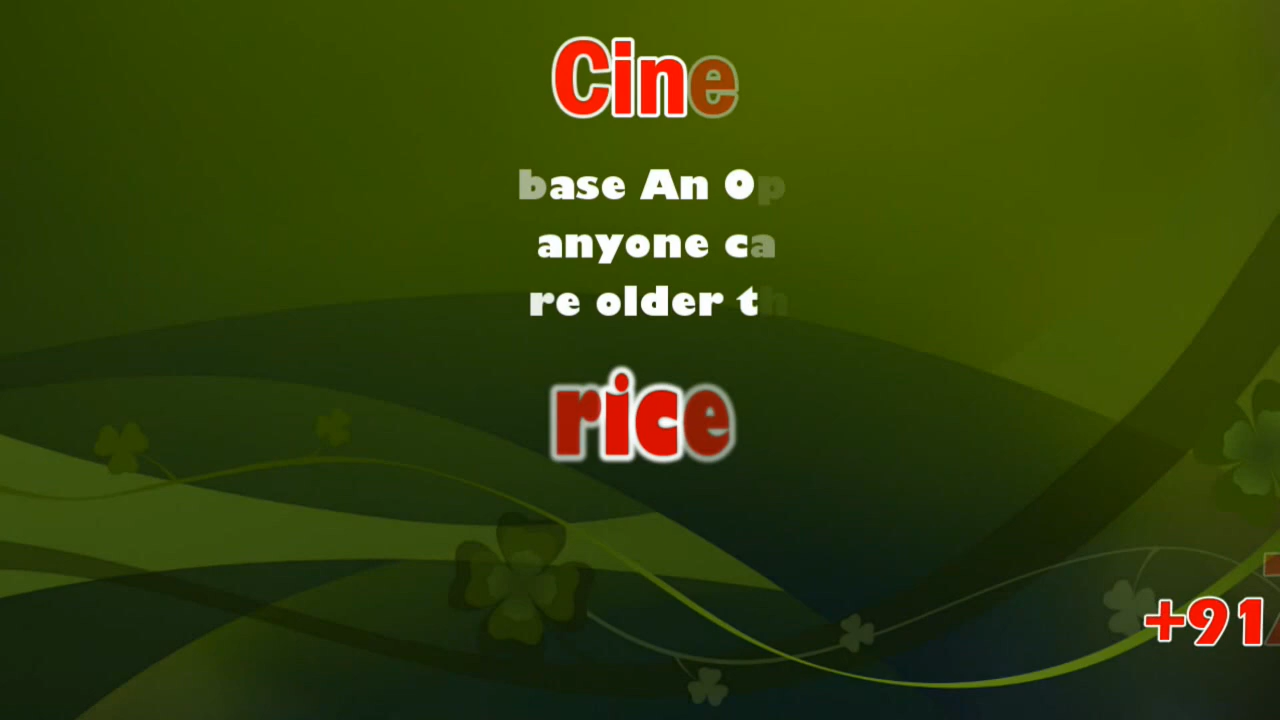 Cine
base An Op
anyone ca
re older th
rice
+91